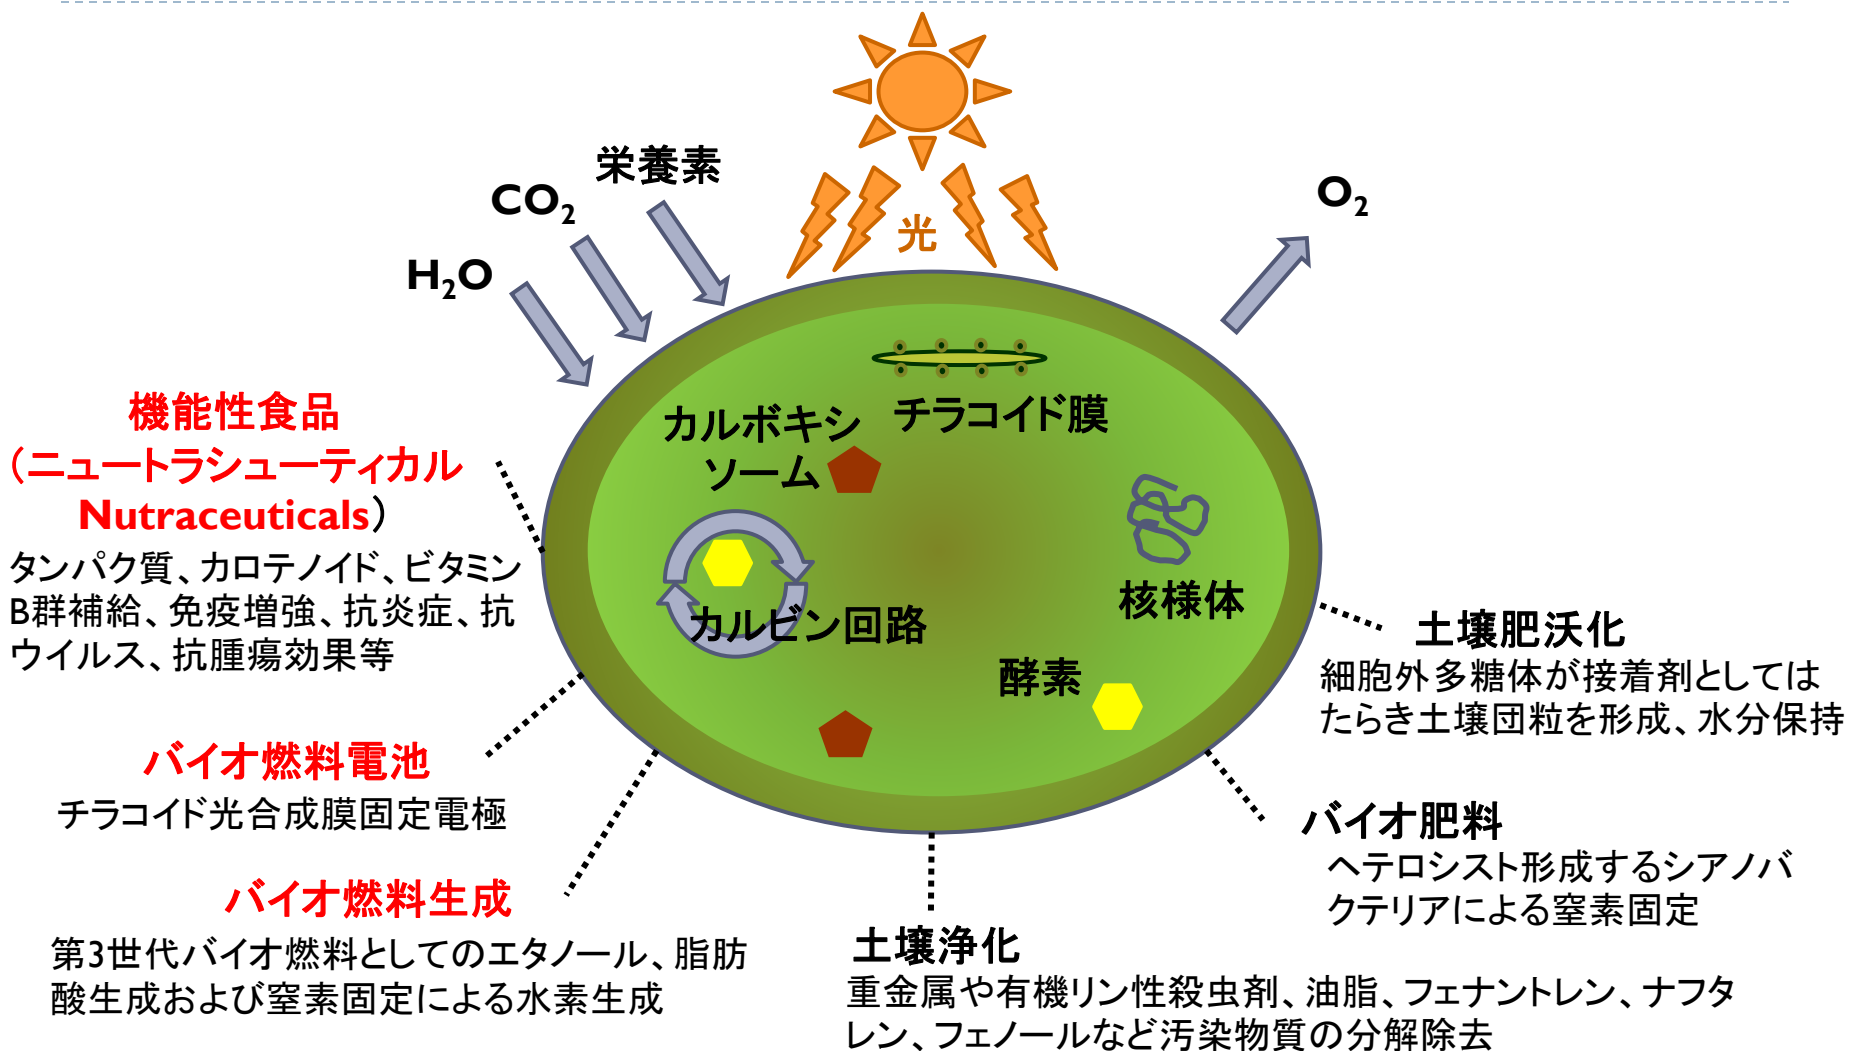 栄養素
CO₂
H₂O
光
O₂
チラコイド膜
カルボキシ
ソーム
カルビン回路
核様体
酵素
機能性食品
（ニュートラシューティカル
Nutraceuticals）
タンパク質、カロテノイド、ビタミン
B群補給、免疫増強、抗炎症、抗
ウイルス、抗腫瘍効果等
バイオ燃料電池
チラコイド光合成膜固定電極
バイオ燃料生成
第3世代バイオ燃料としてのエタノール、脂肪
酸生成および窒素固定による水素生成
土壌浄化
重金属や有機リン性殺虫剤、油脂、フェナントレン、ナフタ
レン、フェノールなど汚染物質の分解除去
バイオ肥料
ヘテロシスト形成するシアノバ
クテリアによる窒素固定
土壌肥沃化
細胞外多糖体が接着剤としては
たらき土壌団粒を形成、水分保持